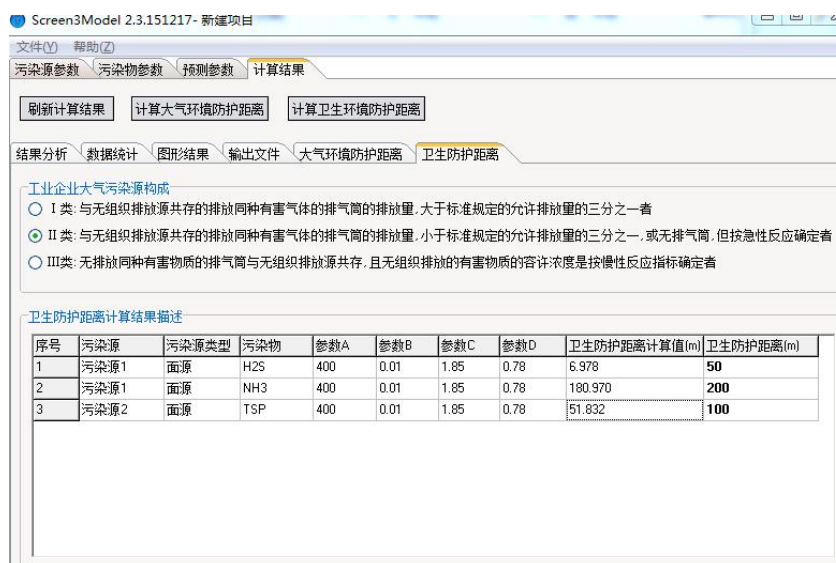 Screen3Model 2.3.151217- 新建项目
文件(Y) 帮助(Z)
污染源参数 污染物参数 预测参数 计算结果
刷新计算结果 计算大气环境防护距离 计算卫生环境防护距离
结果分析 数据统计 图形结果 输出文件 大气环境防护距离 卫生防护距离
工业企业大气污染源构成
I 类: 与无组织排放源共存的排放同种有害气体的排气筒的排放量,大于标准规定的允许排放量的三分之一者
II 类: 与无组织排放源共存的排放同种有害气体的排气筒的排放量,小于标准规定的允许排放量的三分之一,或无排气筒,但按急性反应确定者
III类: 无排放同种有害物质的排气筒与无组织排放源共存,且无组织排放的有害物质的容许浓度是按慢性反应指标确定者
卫生防护距离计算结果描述
序号 污染源 污染源类型 污染物 参数A 参数B 参数C 参数D 卫生防护距离计算值(m) 卫生防护距离(m)
1 污染源1 面源 H2S 400 0.01 1.85 0.78 6.978 50
2 污染源1 面源 NH3 400 0.01 1.85 0.78 180.970 200
3 污染源2 面源 TSP 400 0.01 1.85 0.78 51.832 100